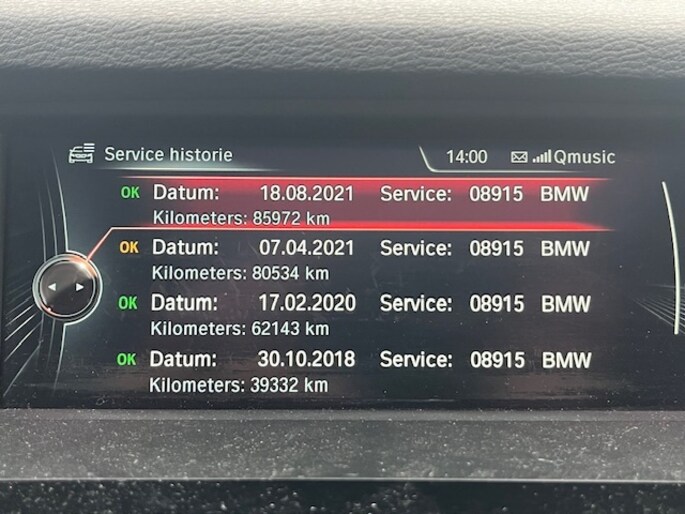 Service historie 14:00 Qmusic
OK Datum: 18.08.2021 Service: 08915 BMW
Kilometers: 85972 km
OK Datum: 07.04.2021 Service: 08915 BMW
Kilometers: 80534 km
OK Datum: 17.02.2020 Service: 08915 BMW
Kilometers: 62143 km
OK Datum: 30.10.2018 Service: 08915 BMW
Kilometers: 39332 km